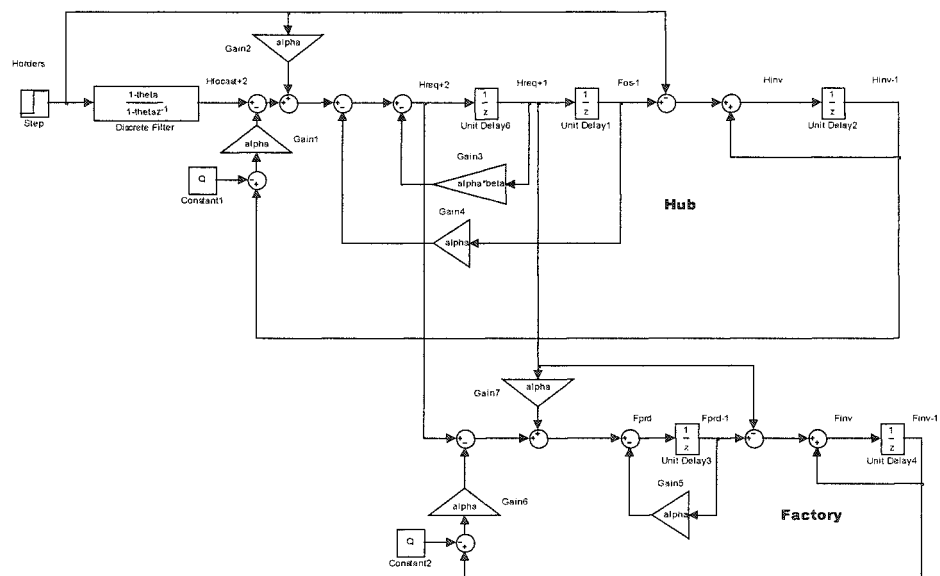 alpha
Gain2
Horders
Hfocast+2
Hreq+2
Hreq+1
Fos-1
Hinv
Hinv-1
1-theta
1-thetaz⁻¹
Discrete Filter
Step
1
z
Unit Delay6
1
z
Unit Delay1
1
z
Unit Delay2
alpha
Gain1
Gain3
alpha*beta
Q
Constant1
Gain4
alpha
Hub
alpha
Gain7
Fprd
Fprd-1
Finv
Finv-1
1
z
Unit Delay3
1
z
Unit Delay4
Gain5
alpha
alpha
Gain6
Factory
Q
Constant2